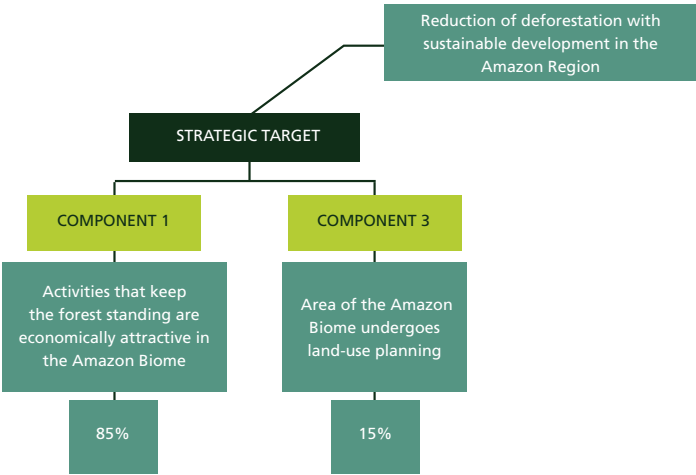 Reduction of deforestation with
sustainable development in the
Amazon Region
STRATEGIC TARGET
COMPONENT 1
COMPONENT 3
Activities that keep
the forest standing are
economically attractive in
the Amazon Biome
Area of the Amazon
Biome undergoes
land-use planning
85%
15%